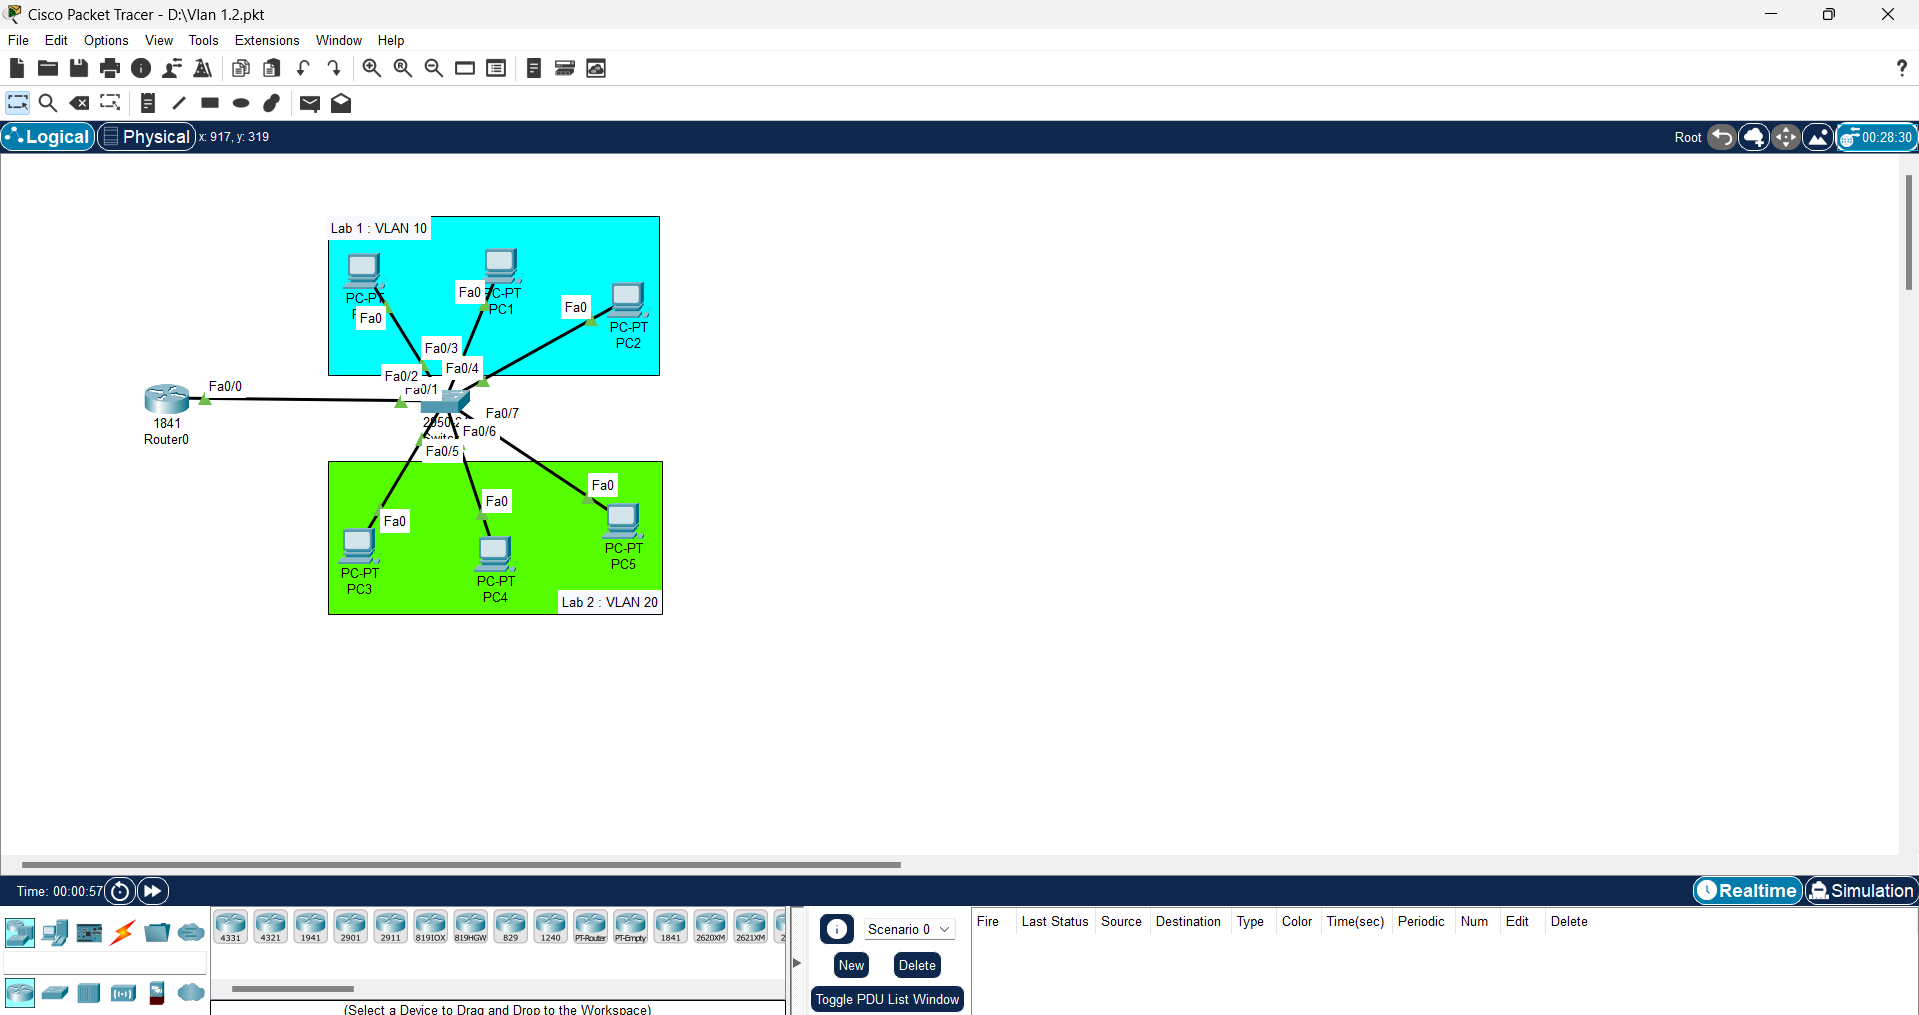 Cisco Packet Tracer - D:\Vlan 1.2.pkt
File Edit Options View Tools Extensions Window Help
Logical Physical x: 917, y: 319 Root 00:28:30
Lab 1 : VLAN 10
PC-PT
Fa0
Fa0 PC-PT
PC1
Fa0
PC-PT
PC2
Fa0/3
Fa0/4
Fa0/2
Fa0/1
Fa0/0
1841
Router0
Fa0/7
Fa0/6
Fa0/5
Fa0
Fa0
Fa0
PC-PT
PC3
PC-PT
PC4
PC-PT
PC5
Lab 2 : VLAN 20
Time: 00:00:57 Realtime Simulation
4331 4321 1941 2901 2911 819IOX 819HGW 829 1240 PT-Router PT-Empty 1841 2620XM 2621XM
(Select a Device to Drag and Drop to the Workspace)
Scenario 0
New Delete
Toggle PDU List Window
Fire Last Status Source Destination Type Color Time(sec) Periodic Num Edit Delete